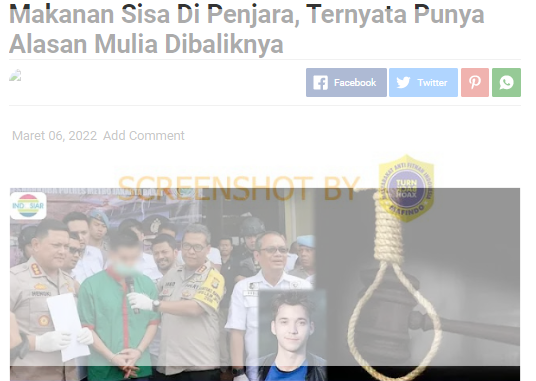 Makanan Sisa Di Penjara, Ternyata Punya
Alasan Mulia Dibaliknya
Facebook
Twitter
Maret 06, 2022 Add Comment
SCREENSHOT BY
TURN
BACK
HOAX